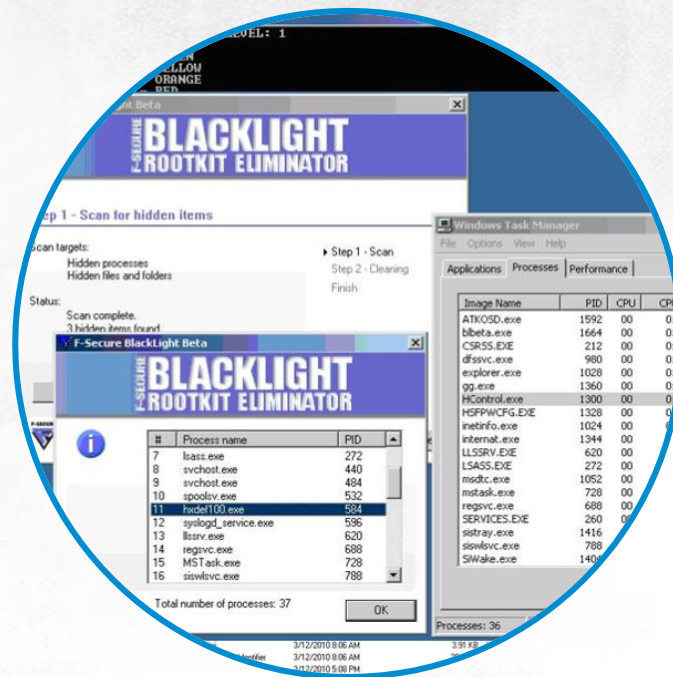 LEVEL: 1
YELLOW
ORANGE
RED
Beta
F-SECURE
BLACKLIGHT
ROOTKIT ELIMINATOR
Step 1 - Scan for hidden items
Scan targets:
Hidden processes
Hidden files and folders
Status:
Scan complete.
3 hidden items found
Step 1 - Scan
Step 2 - Cleaning
Finish
F-Secure BlackLight Beta
F-SECURE
BLACKLIGHT
ROOTKIT ELIMINATOR
# Process name PID
7 lsass.exe 272
8 svchost.exe 440
9 svchost.exe 484
10 spoolsv.exe 532
11 hxdef100.exe 584
12 syslogd_service.exe 596
13 llssrv.exe 620
14 regsvc.exe 688
15 MSTask.exe 728
16 siswlsvc.exe 788
Total number of processes: 37
OK
Windows Task Manager
File Options View Help
Applications Processes Performance
Image Name PID CPU
ATKOSD.exe 1592 00
blbeta.exe 1664 00
CSRSS.EXE 212 00
dfssvc.exe 980 00
explorer.exe 1028 00
gg.exe 1360 00
HControl.exe 1300 00
HSFPWCFG.EXE 1328 00
inetinfo.exe 1024 00
internat.exe 1344 00
LLSSRV.EXE 620 00
LSASS.EXE 272 00
msdtc.exe 1052 00
mstask.exe 728 00
regsvc.exe 688 00
SERVICES.EXE 260
sistray.exe 1416
siswlsvc.exe 788
SiWake.exe 1404
Processes: 36
3/12/2010 8:06 AM 3.91 KB
3/12/2010 8:06 AM
3/12/2010 5:08 PM